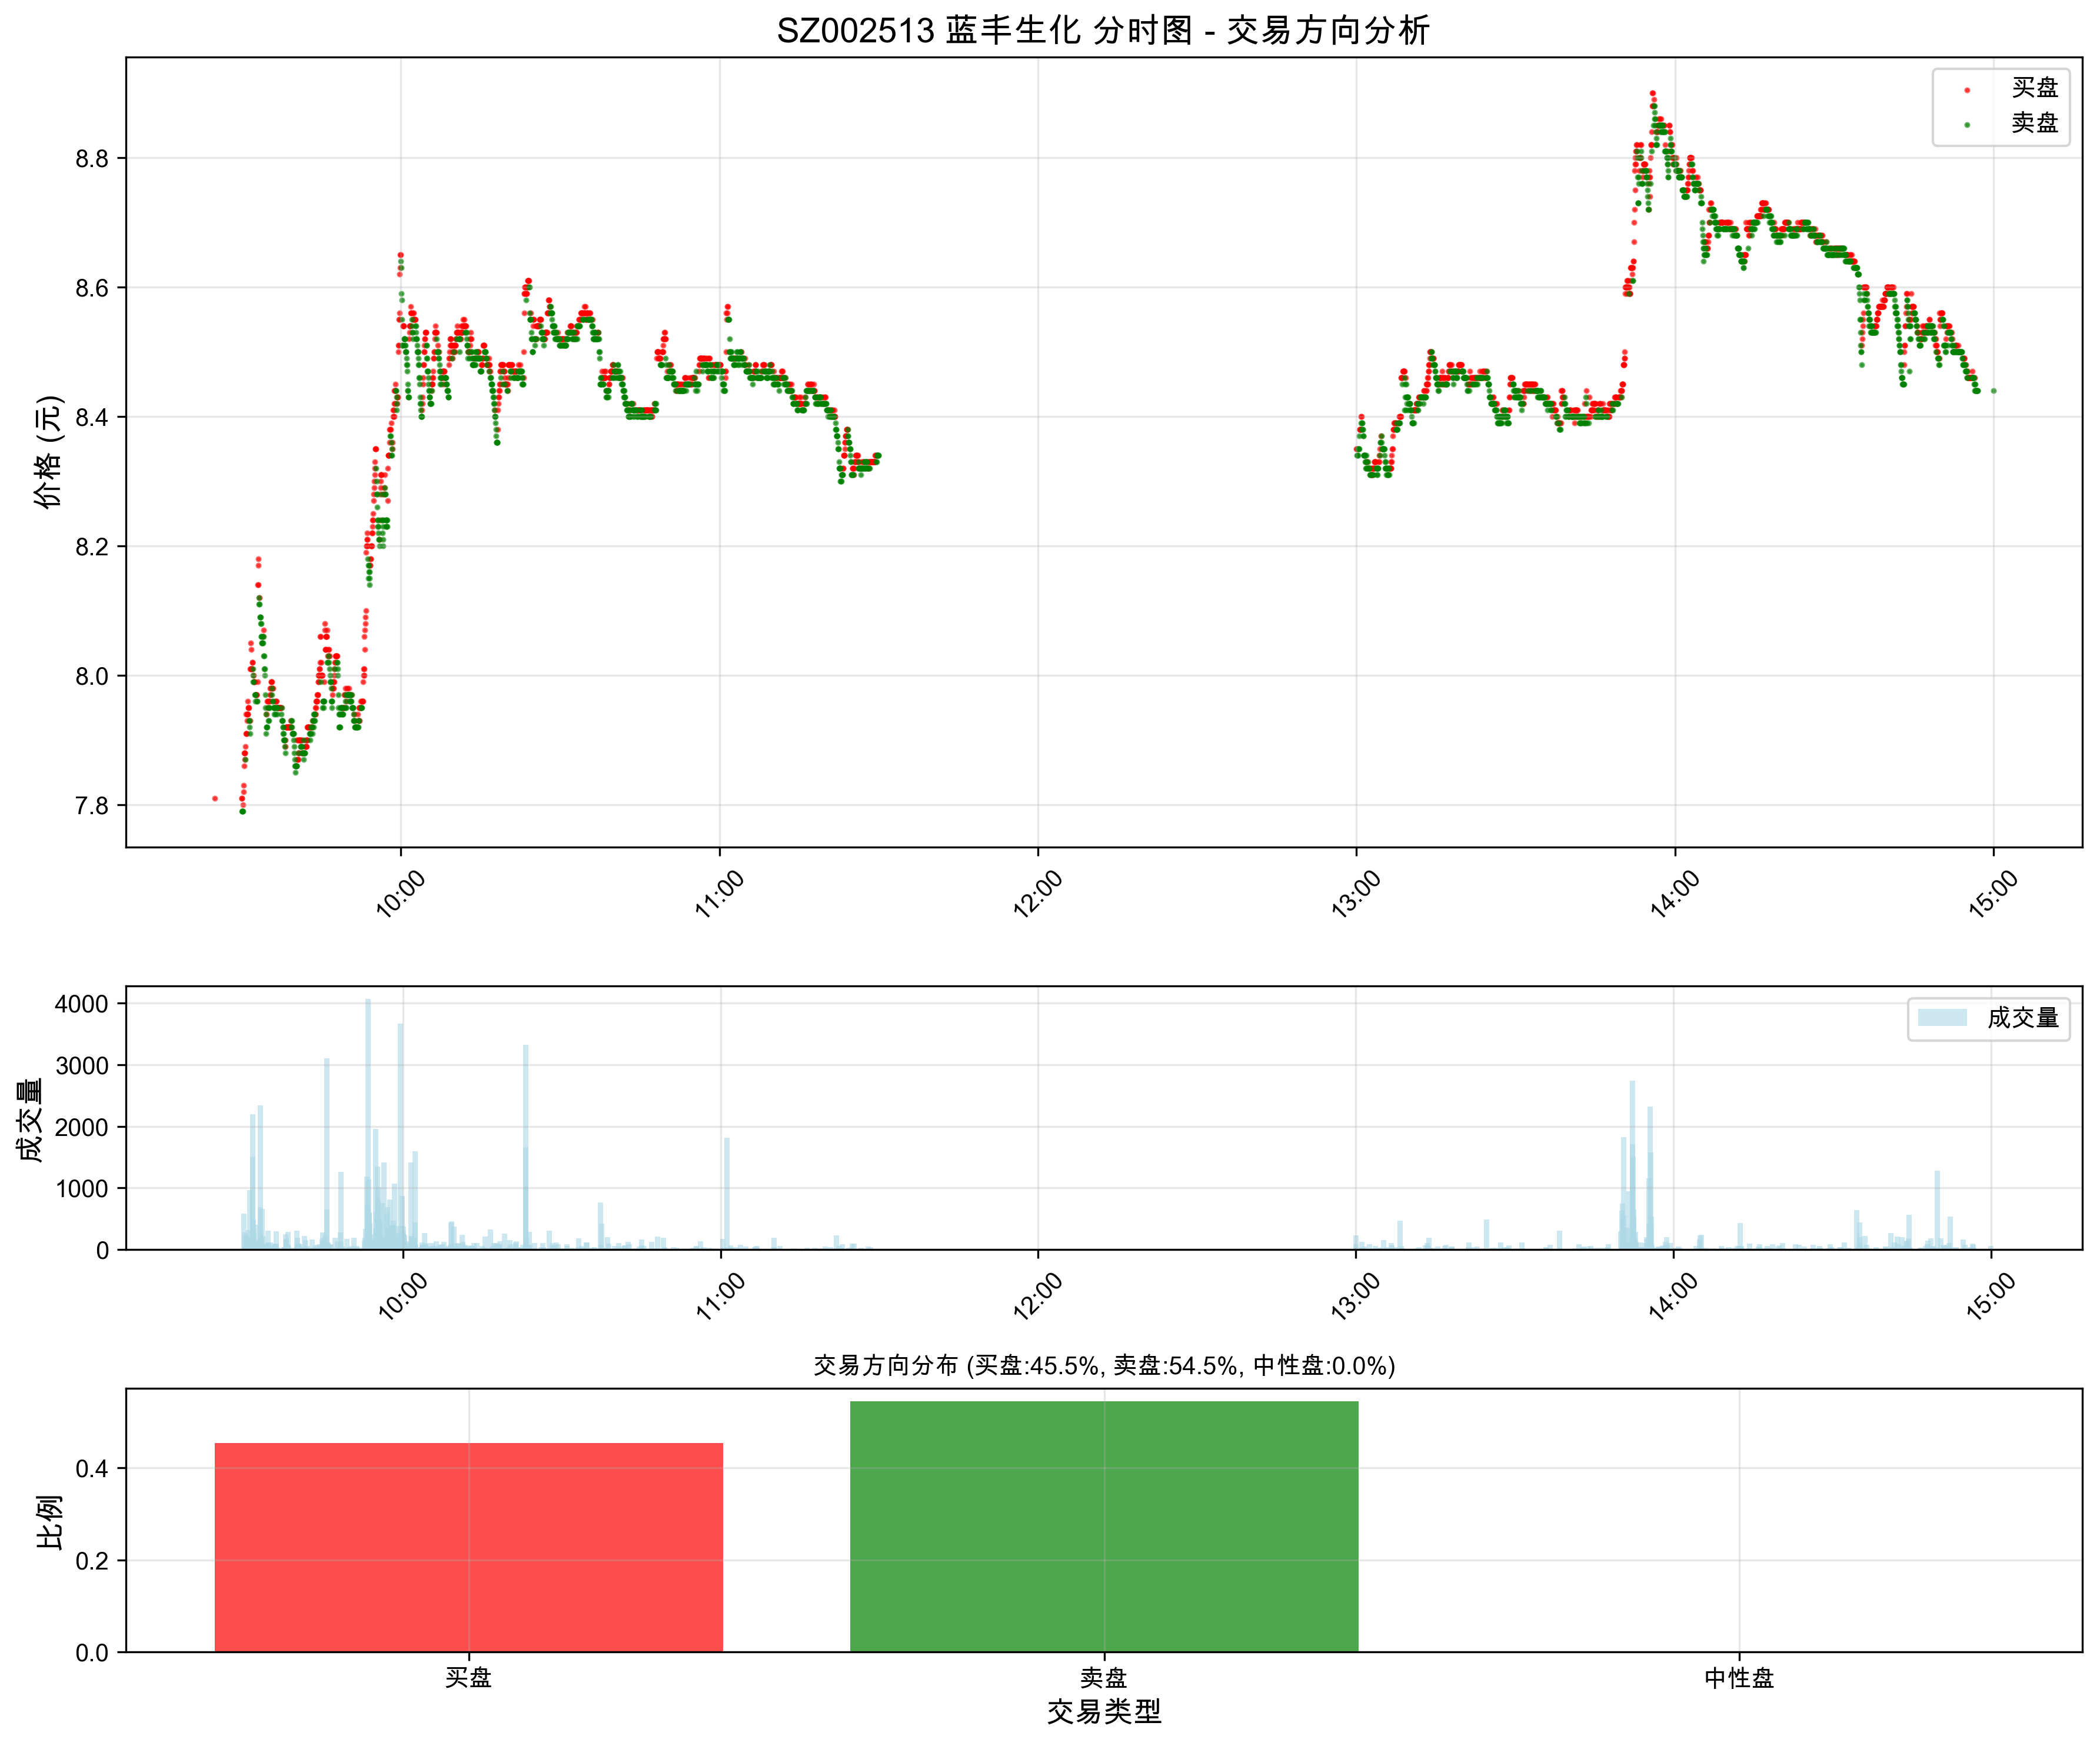 SZ002513 蓝丰生化 分时图 - 交易方向分析
买盘
卖盘
价格 (元)
8.8
8.6
8.4
8.2
8.0
7.8
10:00
11:00
12:00
13:00
14:00
15:00
成交量
成交量
4000
3000
2000
1000
0
10:00
11:00
12:00
13:00
14:00
15:00
交易方向分布 (买盘:45.5%, 卖盘:54.5%, 中性盘:0.0%)
比例
0.4
0.2
0.0
买盘
卖盘
中性盘
交易类型